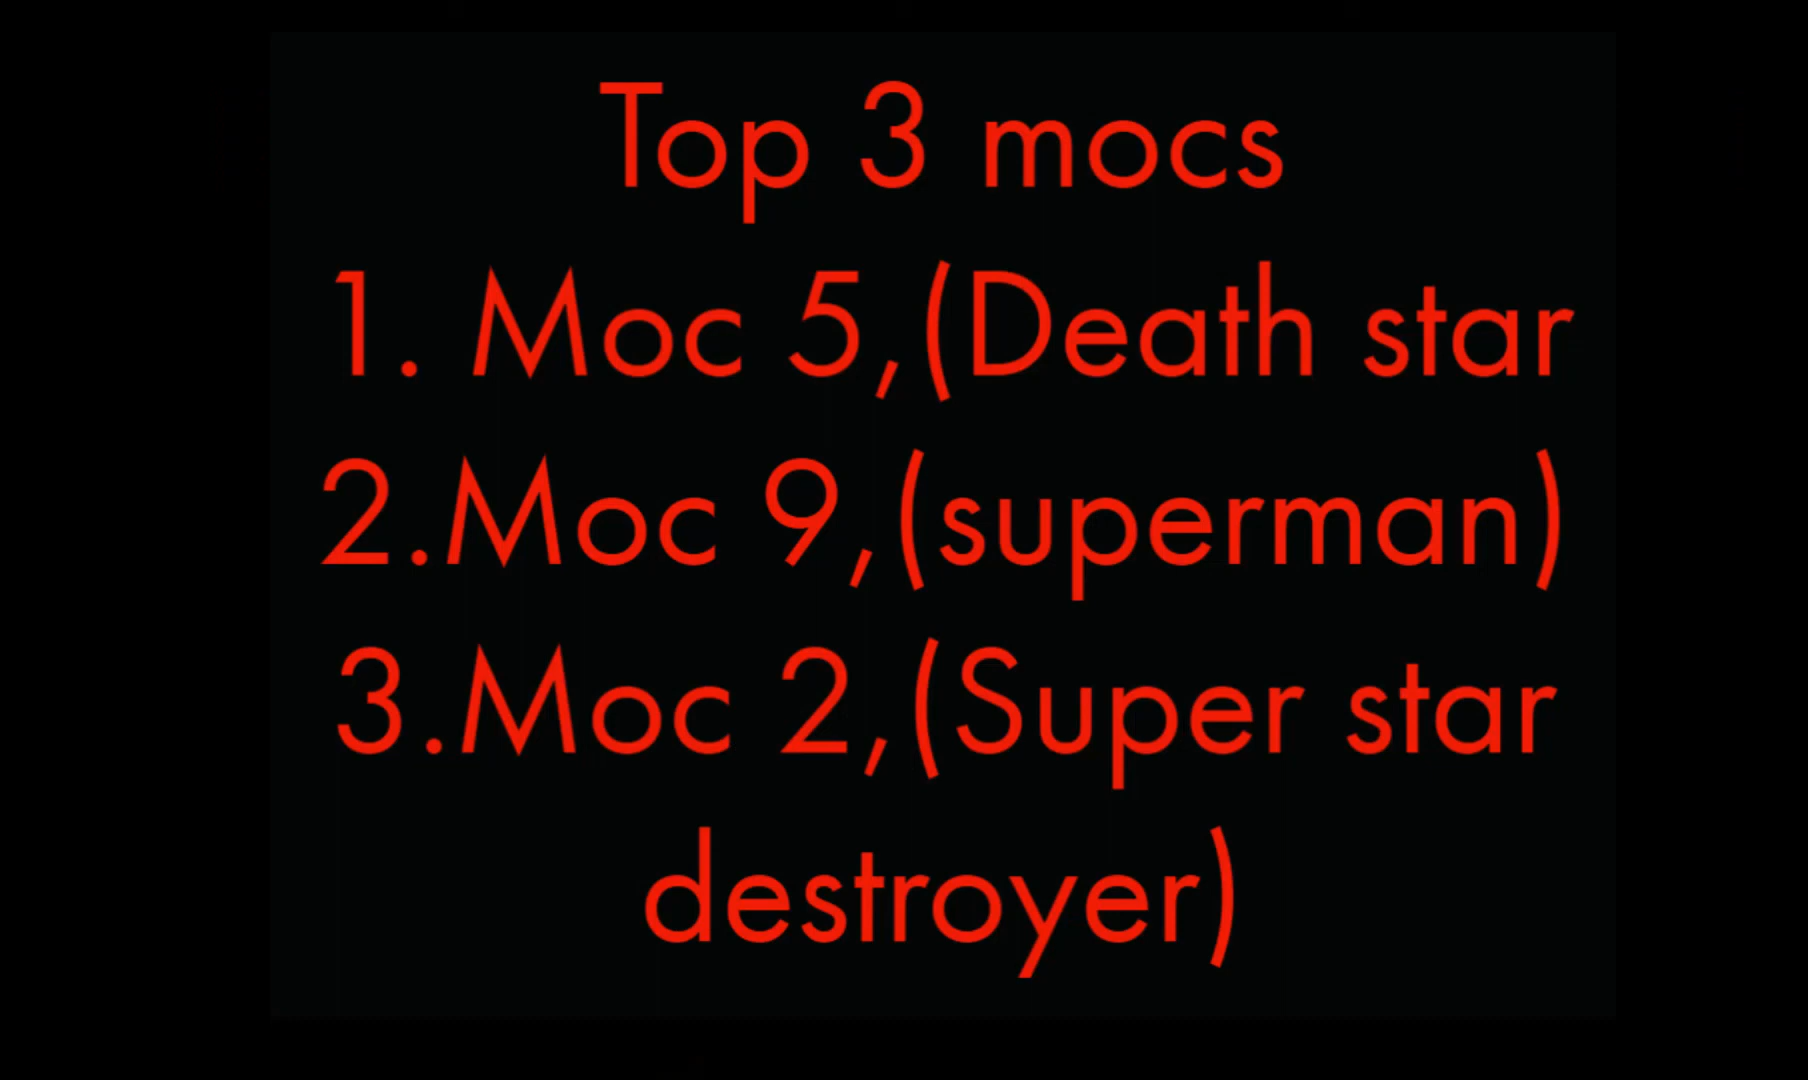 Top 3 mocs
1. Moc 5,(Death star
2.Moc 9,(superman)
3.Moc 2,(Super star
destroyer)